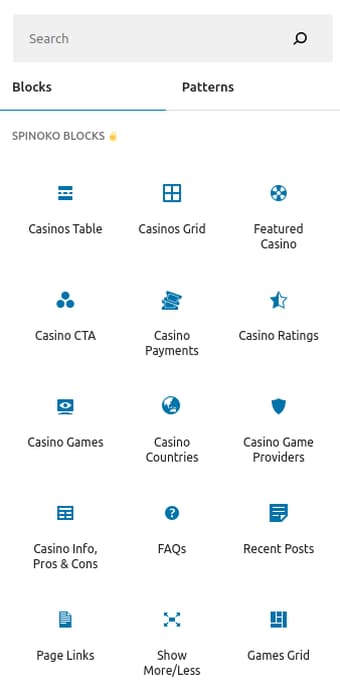 Search
Blocks Patterns
SPINOKO BLOCKS
Casinos Table
Casinos Grid
Featured
Casino
Casino CTA
Casino
Payments
Casino Ratings
Casino Games
Casino
Countries
Casino Game
Providers
Casino Info,
Pros & Cons
FAQs
Recent Posts
Page Links
Show
More/Less
Games Grid